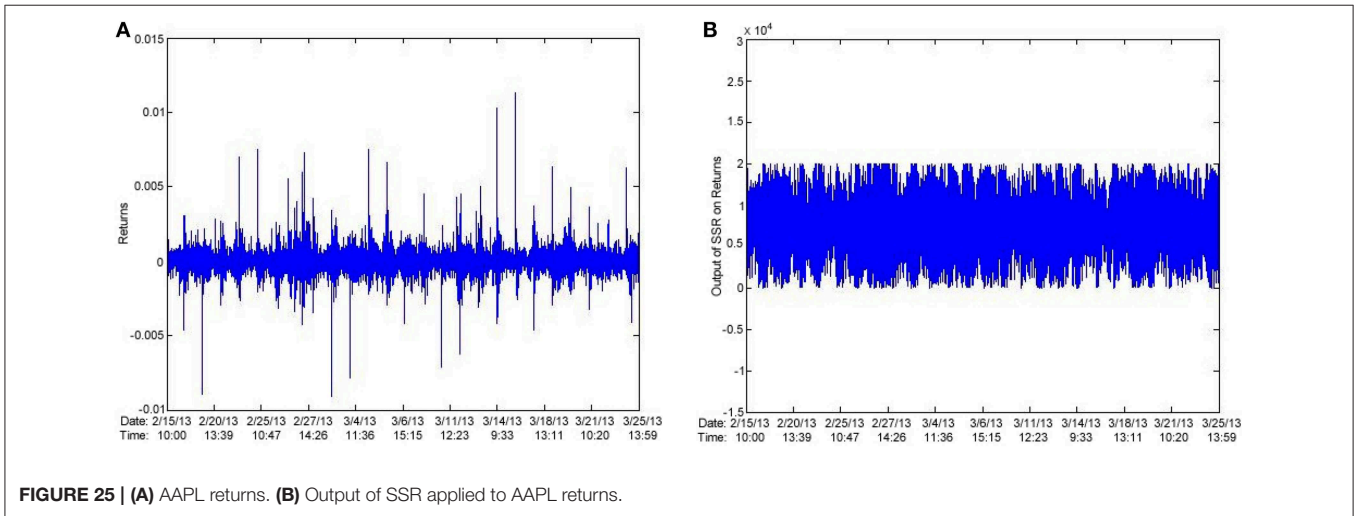 A
0.015
0.01
0.005
0
-0.005
-0.01
Returns
Date: 2/15/13 2/20/13 2/25/13 2/27/13 3/4/13 3/6/13 3/11/13 3/14/13 3/18/13 3/21/13 3/25/13
Time: 10:00 13:39 10:47 14:26 11:36 15:15 12:23 9:33 13:11 10:20 13:59
B
× 10⁴
3
2.5
1.5
2
1
0.5
0
-0.5
-1
-1.5
Output of SSR on Returns
Date: 2/15/13 2/20/13 2/25/13 2/27/13 3/4/13 3/6/13 3/11/13 3/14/13 3/18/13 3/21/13 3/25/13
Time: 10:00 13:39 10:47 14:26 11:36 15:15 12:23 9:33 13:11 10:20 13:59
FIGURE 25 | (A) AAPL returns. (B) Output of SSR applied to AAPL returns.